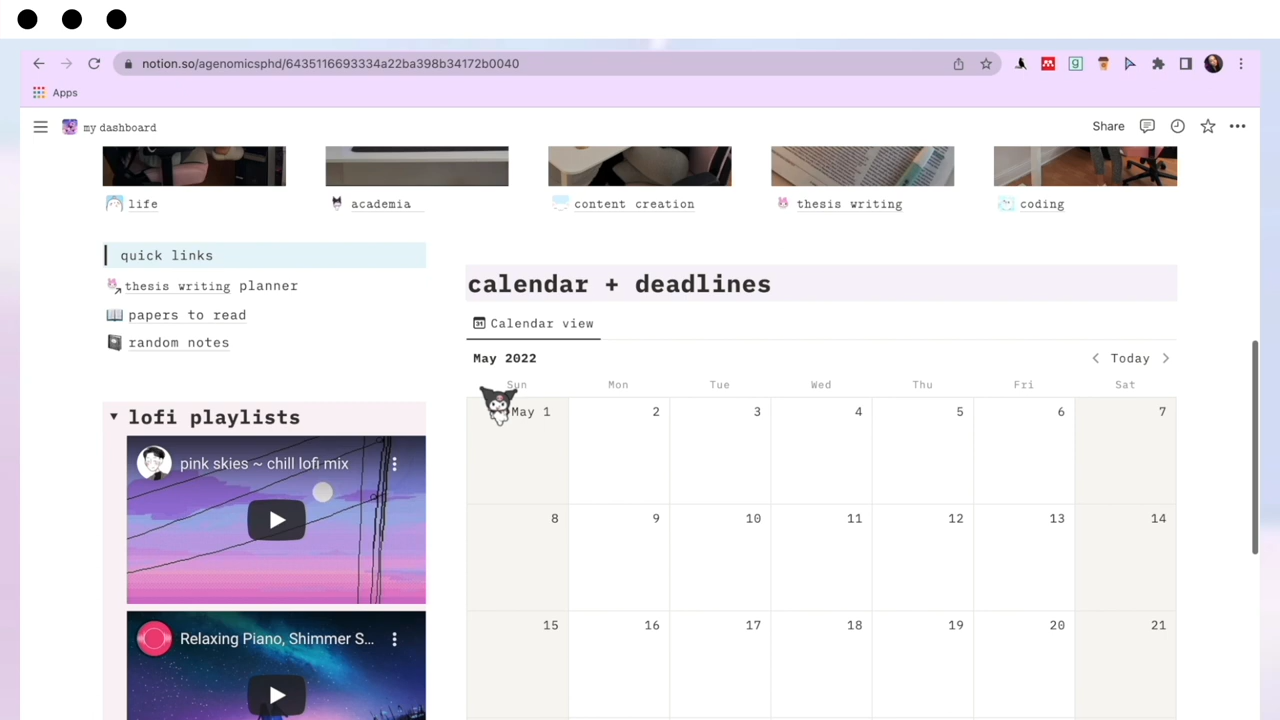 notion.so/agenomicsphd/6435116693334a22ba398b34172b0040
Apps
my dashboard
Share
life
academia
content creation
thesis writing
coding
quick links
thesis writing planner
papers to read
random notes
lofi playlists
pink skies ~ chill lofi mix
Relaxing Piano, Shimmer S...
calendar + deadlines
31 Calendar view
May 2022
Today
Sun Mon Tue Wed Thu Fri Sat
May 1 2 3 4 5 6 7
8 9 10 11 12 13 14
15 16 17 18 19 20 21